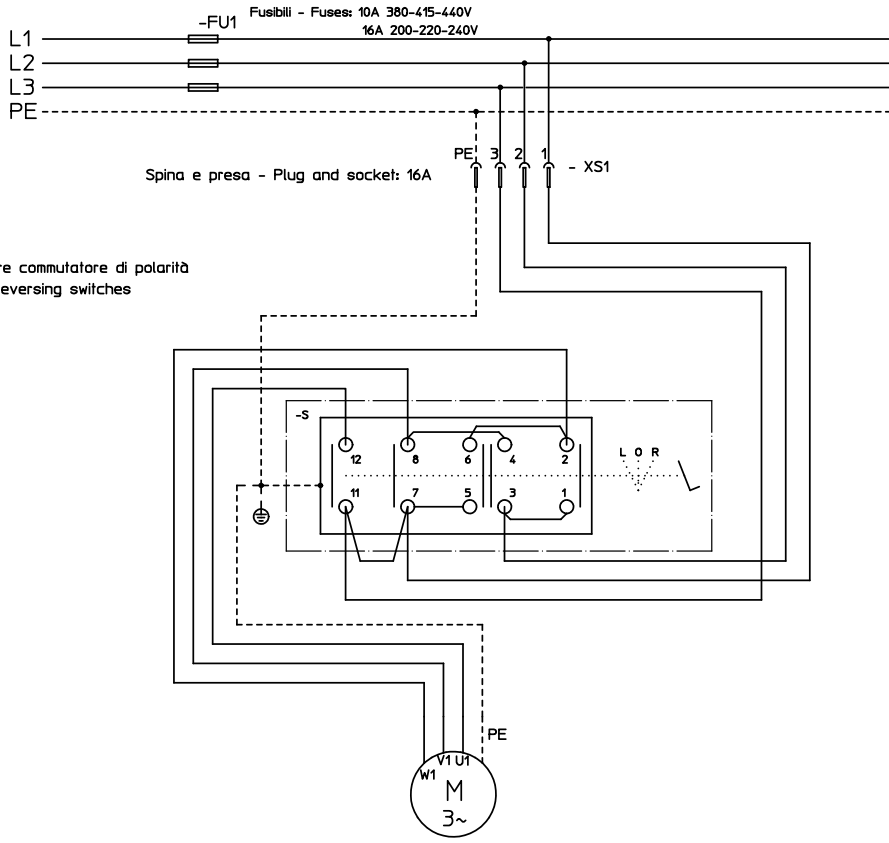 Fusibili - Fuses: 10A 380-415-440V
-FU1
16A 200-220-240V
L1
L2
L3
PE
PE 3 2 1
- XS1
Spina e presa - Plug and socket: 16A
re commutatore di polarità
eversing switches
-S
12 8 6 4 2
L O R
11 7 5 3 1
PE
W1 V1 U1
M
3~